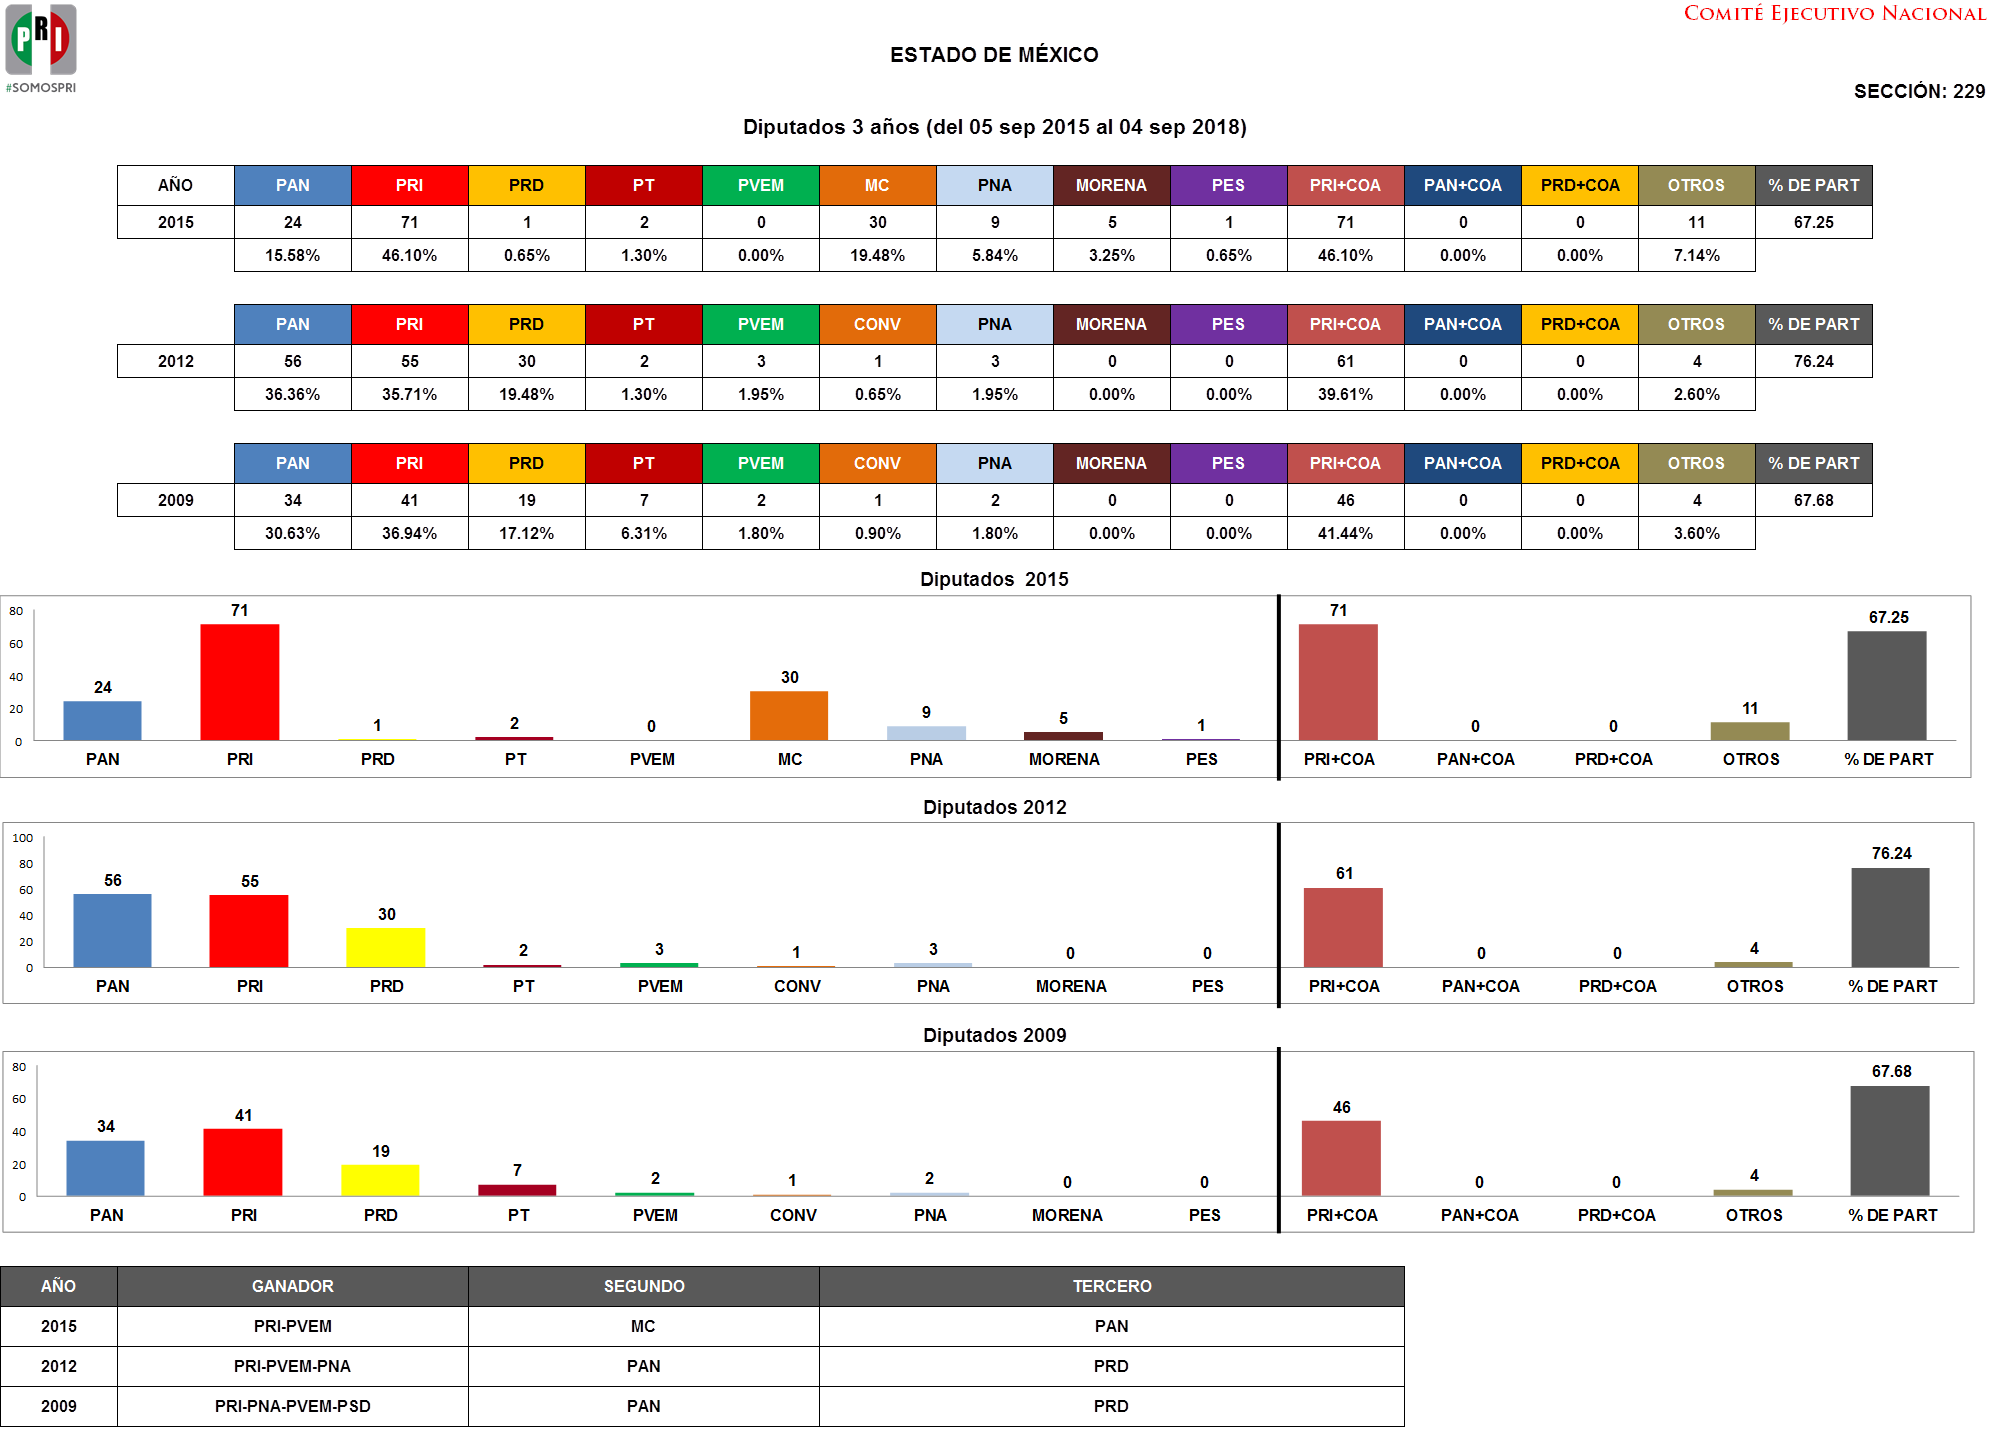 PRI
#SOMOSPRI
COMITÉ EJECUTIVO NACIONAL
ESTADO DE MÉXICO
SECCIÓN: 229
Diputados 3 años (del 05 sep 2015 al 04 sep 2018)
AÑO PAN PRI PRD PT PVEM MC PNA MORENA PES PRI+COA PAN+COA PRD+COA OTROS % DE PART
2015 24 71 1 2 0 30 9 5 1 71 0 0 11 67.25
15.58% 46.10% 0.65% 1.30% 0.00% 19.48% 5.84% 3.25% 0.65% 46.10% 0.00% 0.00% 7.14%
PAN PRI PRD PT PVEM CONV PNA MORENA PES PRI+COA PAN+COA PRD+COA OTROS % DE PART
2012 56 55 30 2 3 1 3 0 0 61 0 0 4 76.24
36.36% 35.71% 19.48% 1.30% 1.95% 0.65% 1.95% 0.00% 0.00% 39.61% 0.00% 0.00% 2.60%
PAN PRI PRD PT PVEM CONV PNA MORENA PES PRI+COA PAN+COA PRD+COA OTROS % DE PART
2009 34 41 19 7 2 1 2 0 0 46 0 0 4 67.68
30.63% 36.94% 17.12% 6.31% 1.80% 0.90% 1.80% 0.00% 0.00% 41.44% 0.00% 0.00% 3.60%
Diputados 2015
80
60
40
20
0
24 71 1 2 0 30 9 5 1 71 0 0 11 67.25
PAN PRI PRD PT PVEM MC PNA MORENA PES PRI+COA PAN+COA PRD+COA OTROS % DE PART
Diputados 2012
100
80
60
40
20
0
56 55 30 2 3 1 3 0 0 61 0 0 4 76.24
PAN PRI PRD PT PVEM CONV PNA MORENA PES PRI+COA PAN+COA PRD+COA OTROS % DE PART
Diputados 2009
80
60
40
20
0
34 41 19 7 2 1 2 0 0 46 0 0 4 67.68
PAN PRI PRD PT PVEM CONV PNA MORENA PES PRI+COA PAN+COA PRD+COA OTROS % DE PART
AÑO GANADOR SEGUNDO TERCERO
2015 PRI-PVEM MC PAN
2012 PRI-PVEM-PNA PAN PRD
2009 PRI-PNA-PVEM-PSD PAN PRD